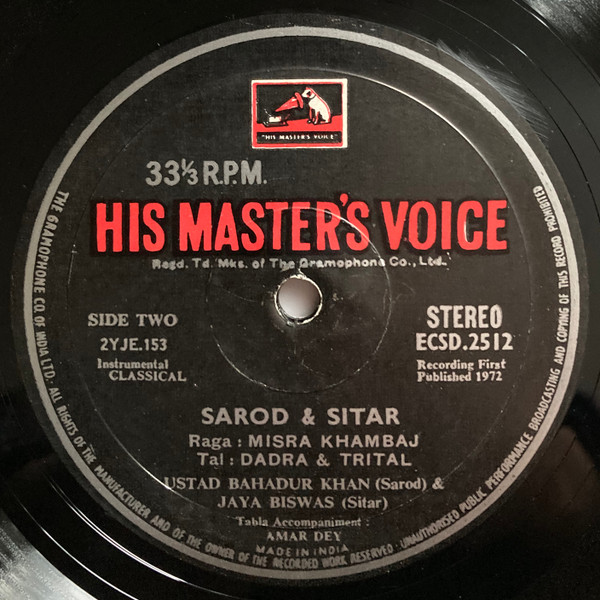 "HIS MASTER'S VOICE"
33⅓ R.P.M.
HIS MASTER'S VOICE
Regd. Td. Mks. of The Gramophone Co., Ltd.
SIDE TWO
2YJE.153
Instrumental
CLASSICAL
STEREO
ECSD.2512
Recording First
Published 1972
SAROD & SITAR
Raga : MISRA KHAMBAJ
Tal : DADRA & TRITAL
USTAD BAHADUR KHAN (Sarod) &
JAYA BISWAS (Sitar)
Tabla Accompaniment :
AMAR DEY
MADE IN INDIA
THE GRAMOPHONE CO. OF INDIA LTD. ALL RIGHTS OF THE MANUFACTURER AND OF THE OWNER OF THE RECORDED WORK RESERVED · UNAUTHORISED PUBLIC PERFORMANCE BROADCASTING AND COPYING OF THIS RECORD PROHIBITED